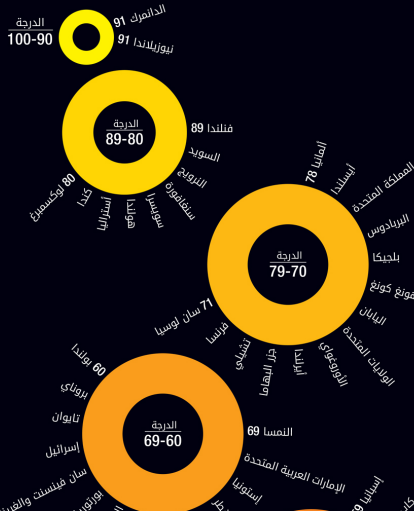 الدرجة
100-90
91 الدانمرك
91 نيوزيلاندا
الدرجة
89-80
فنلندا 89
السويد
النرويج
سنغافورة
سويسرا
هولندا
أستراليا
كندا
80 لوكسمبرغ
الدرجة
79-70
78 ألمانيا
ايسلندا
المملكة المتحدة
البربادوس
بلجيكا
هونغ كونغ
اليابان
الولايات المتحدة
الأوروغواي
أيرلندا
جزر البهاما
تشيلي
فرنسا
71 سان لوسيا
الدرجة
69-60
النمسا 69
الإمارات العربية المتحدة
إستونيا
60 بولندا
بروناي
تايوان
إسرائيل
إسبانيا